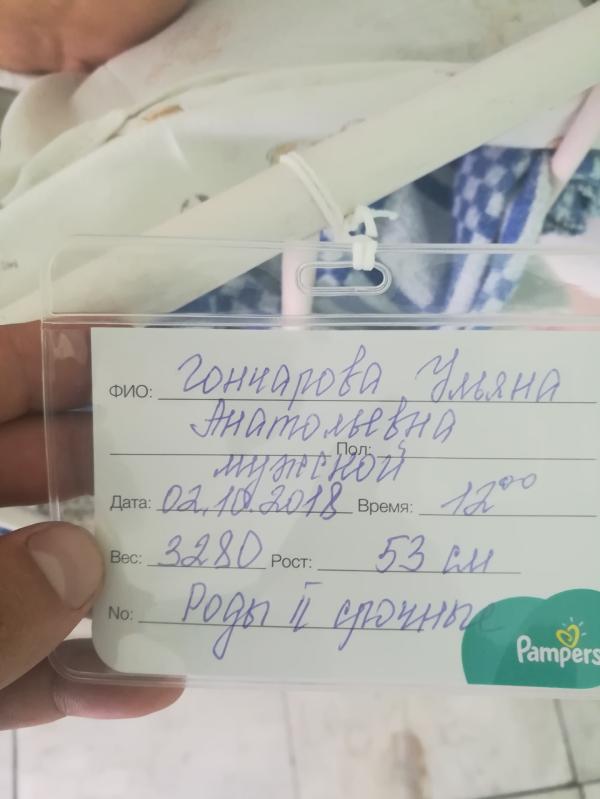 ФИО: Гончарова Ульяна
Анатольевна Пол:
мужской
Дата: 02.10.2018 Время: 12⁰⁰
Вес: 3280 Рост: 53 см
No: Роды II срочные
Pampers